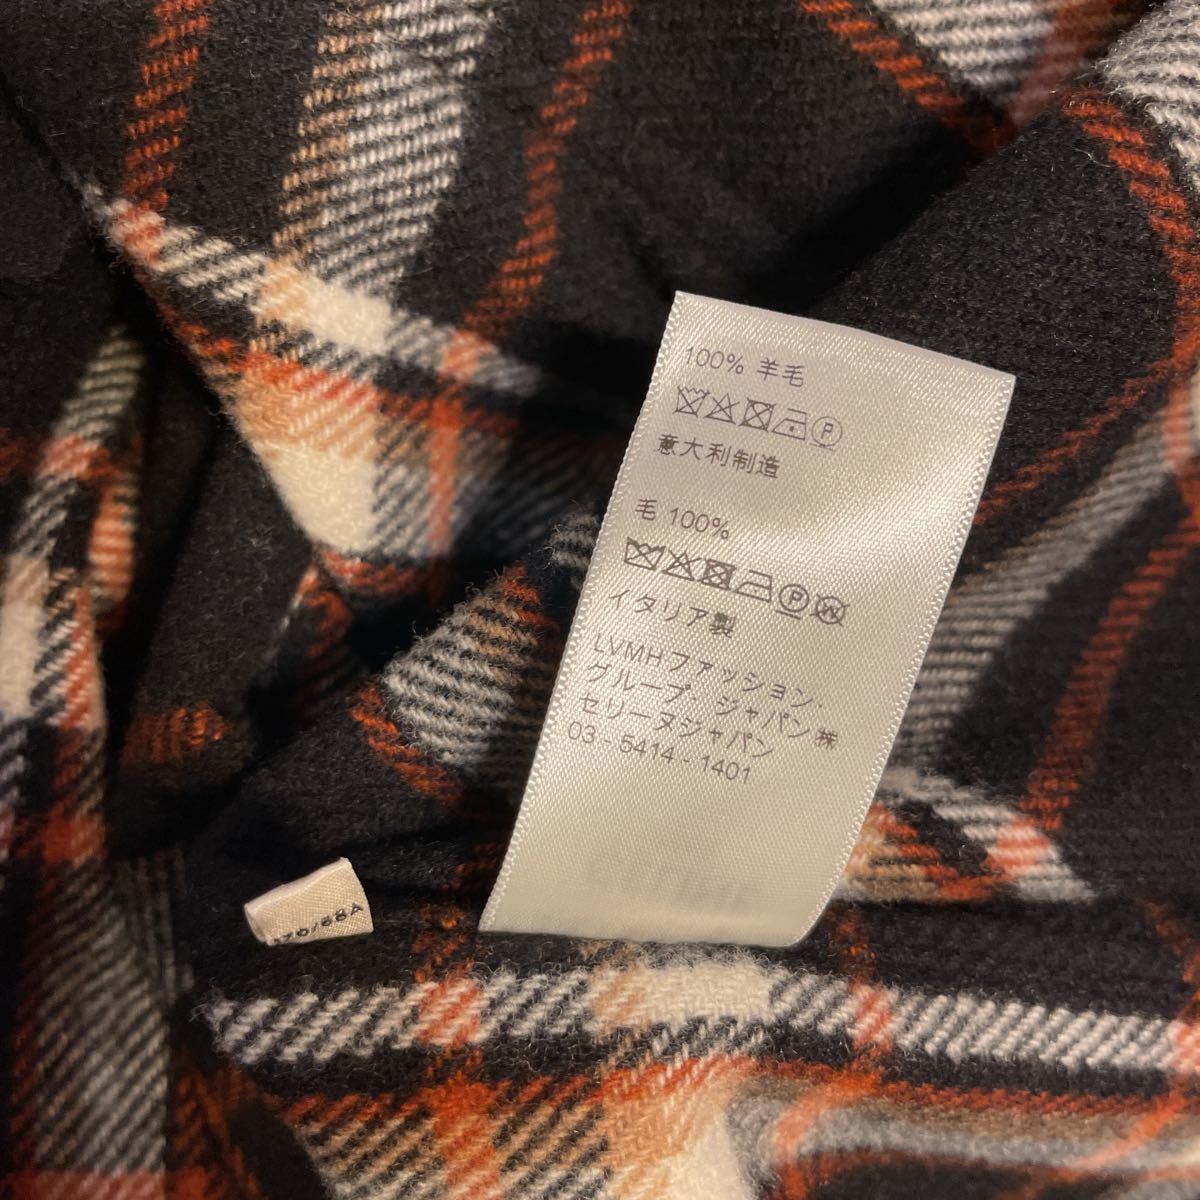 100% 羊毛
意大利制造
毛 100%
イタリア製
LVMHファッション.
グループ. ジャパン㈱
セリーヌジャパン
03 - 5414 - 1401
170/88A